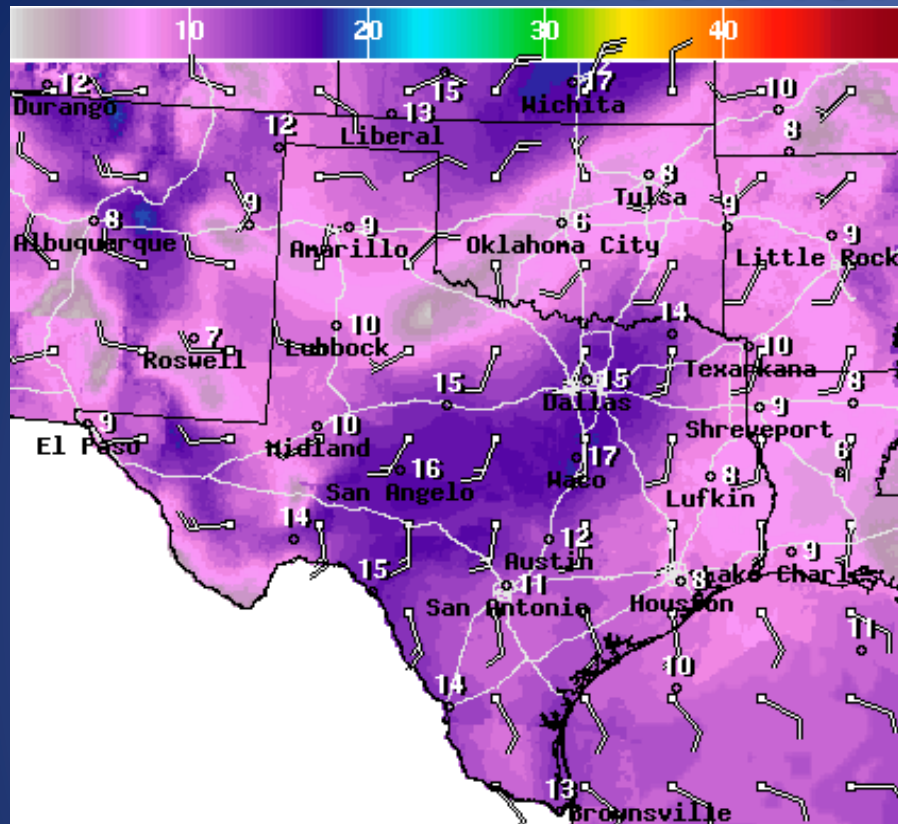 10 20 30 40
12 15 17
Durango Wichita 10
13
Liberal
12 8
8
Tulsa
9 9
8 9 6 9
Albuquerque Amarillo Oklahoma City Little Rock
14
7 10 10
Roswell Lubbock Texarkana
15 15 8
Dallas
9 10 9
El Paso Midland Shreveport
16 17 8 6
San Angelo Waco Lufkin
14 12 9
Austin Lake Charles
15 11 8
San Antonio Houston
11
10
14
13
Brownsville